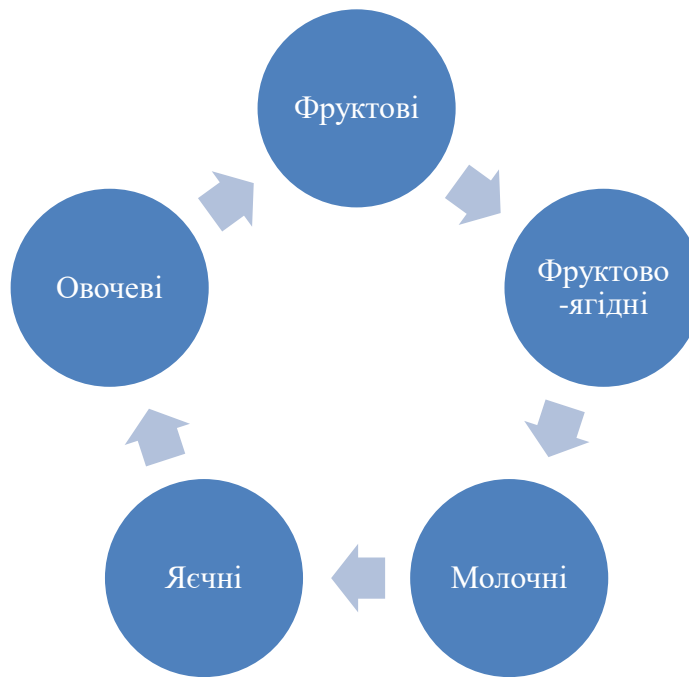 Фруктові
Фруктово
-ягідні
Молочні
Яєчні
Овочеві